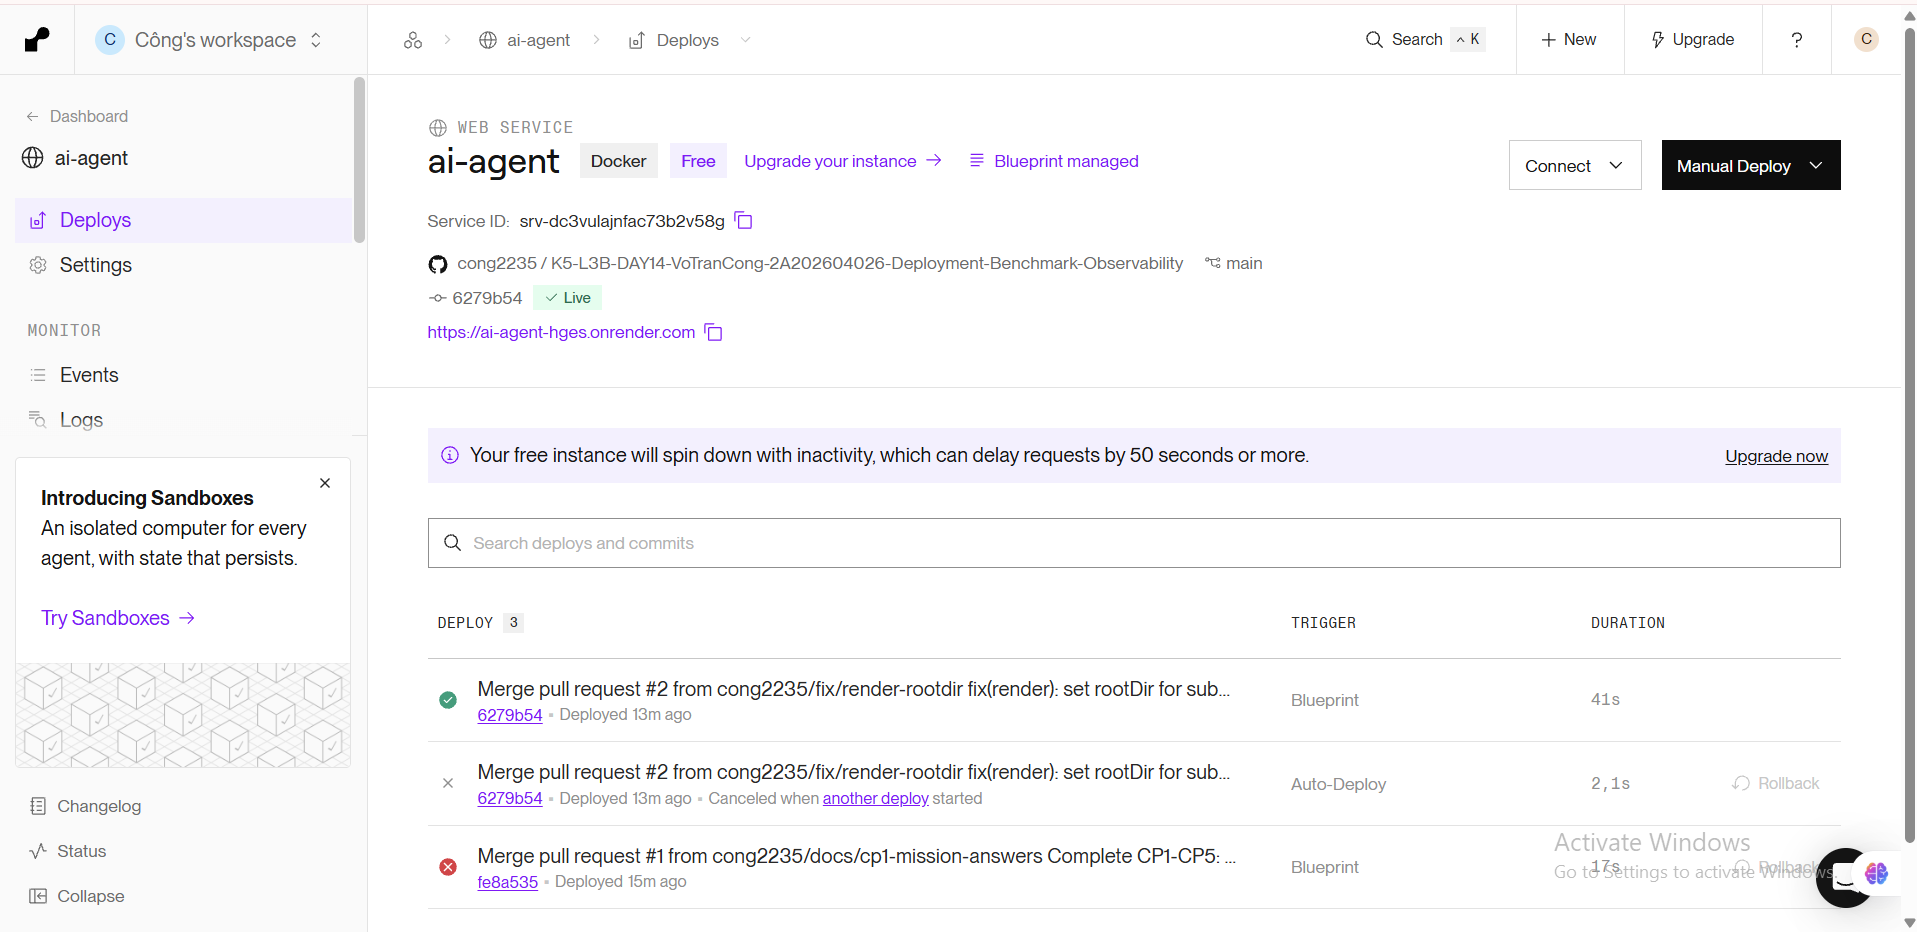 C Công's workspace
ai-agent
Deploys
Search ^ K
+ New
Upgrade
?
C
← Dashboard
ai-agent
Deploys
Settings
MONITOR
Events
Logs
Introducing Sandboxes
An isolated computer for every
agent, with state that persists.
Try Sandboxes →
Changelog
Status
Collapse
WEB SERVICE
ai-agent Docker Free Upgrade your instance → Blueprint managed
Connect
Manual Deploy
Service ID: srv-dc3vulajnfac73b2v58g
cong2235 / K5-L3B-DAY14-VoTranCong-2A202604026-Deployment-Benchmark-Observability main
6279b54 Live
https://ai-agent-hges.onrender.com
Your free instance will spin down with inactivity, which can delay requests by 50 seconds or more. Upgrade now
Search deploys and commits
DEPLOY 3 TRIGGER DURATION
Merge pull request #2 from cong2235/fix/render-rootdir fix(render): set rootDir for sub...
6279b54 Deployed 13m ago
Blueprint 41s
Merge pull request #2 from cong2235/fix/render-rootdir fix(render): set rootDir for sub...
6279b54 Deployed 13m ago Canceled when another deploy started
Auto-Deploy 2,1s Rollback
Merge pull request #1 from cong2235/docs/cp1-mission-answers Complete CP1-CP5: ...
fe8a535 Deployed 15m ago
Blueprint 17s Rollback
Activate Windows
Go to Settings to activate Windows.